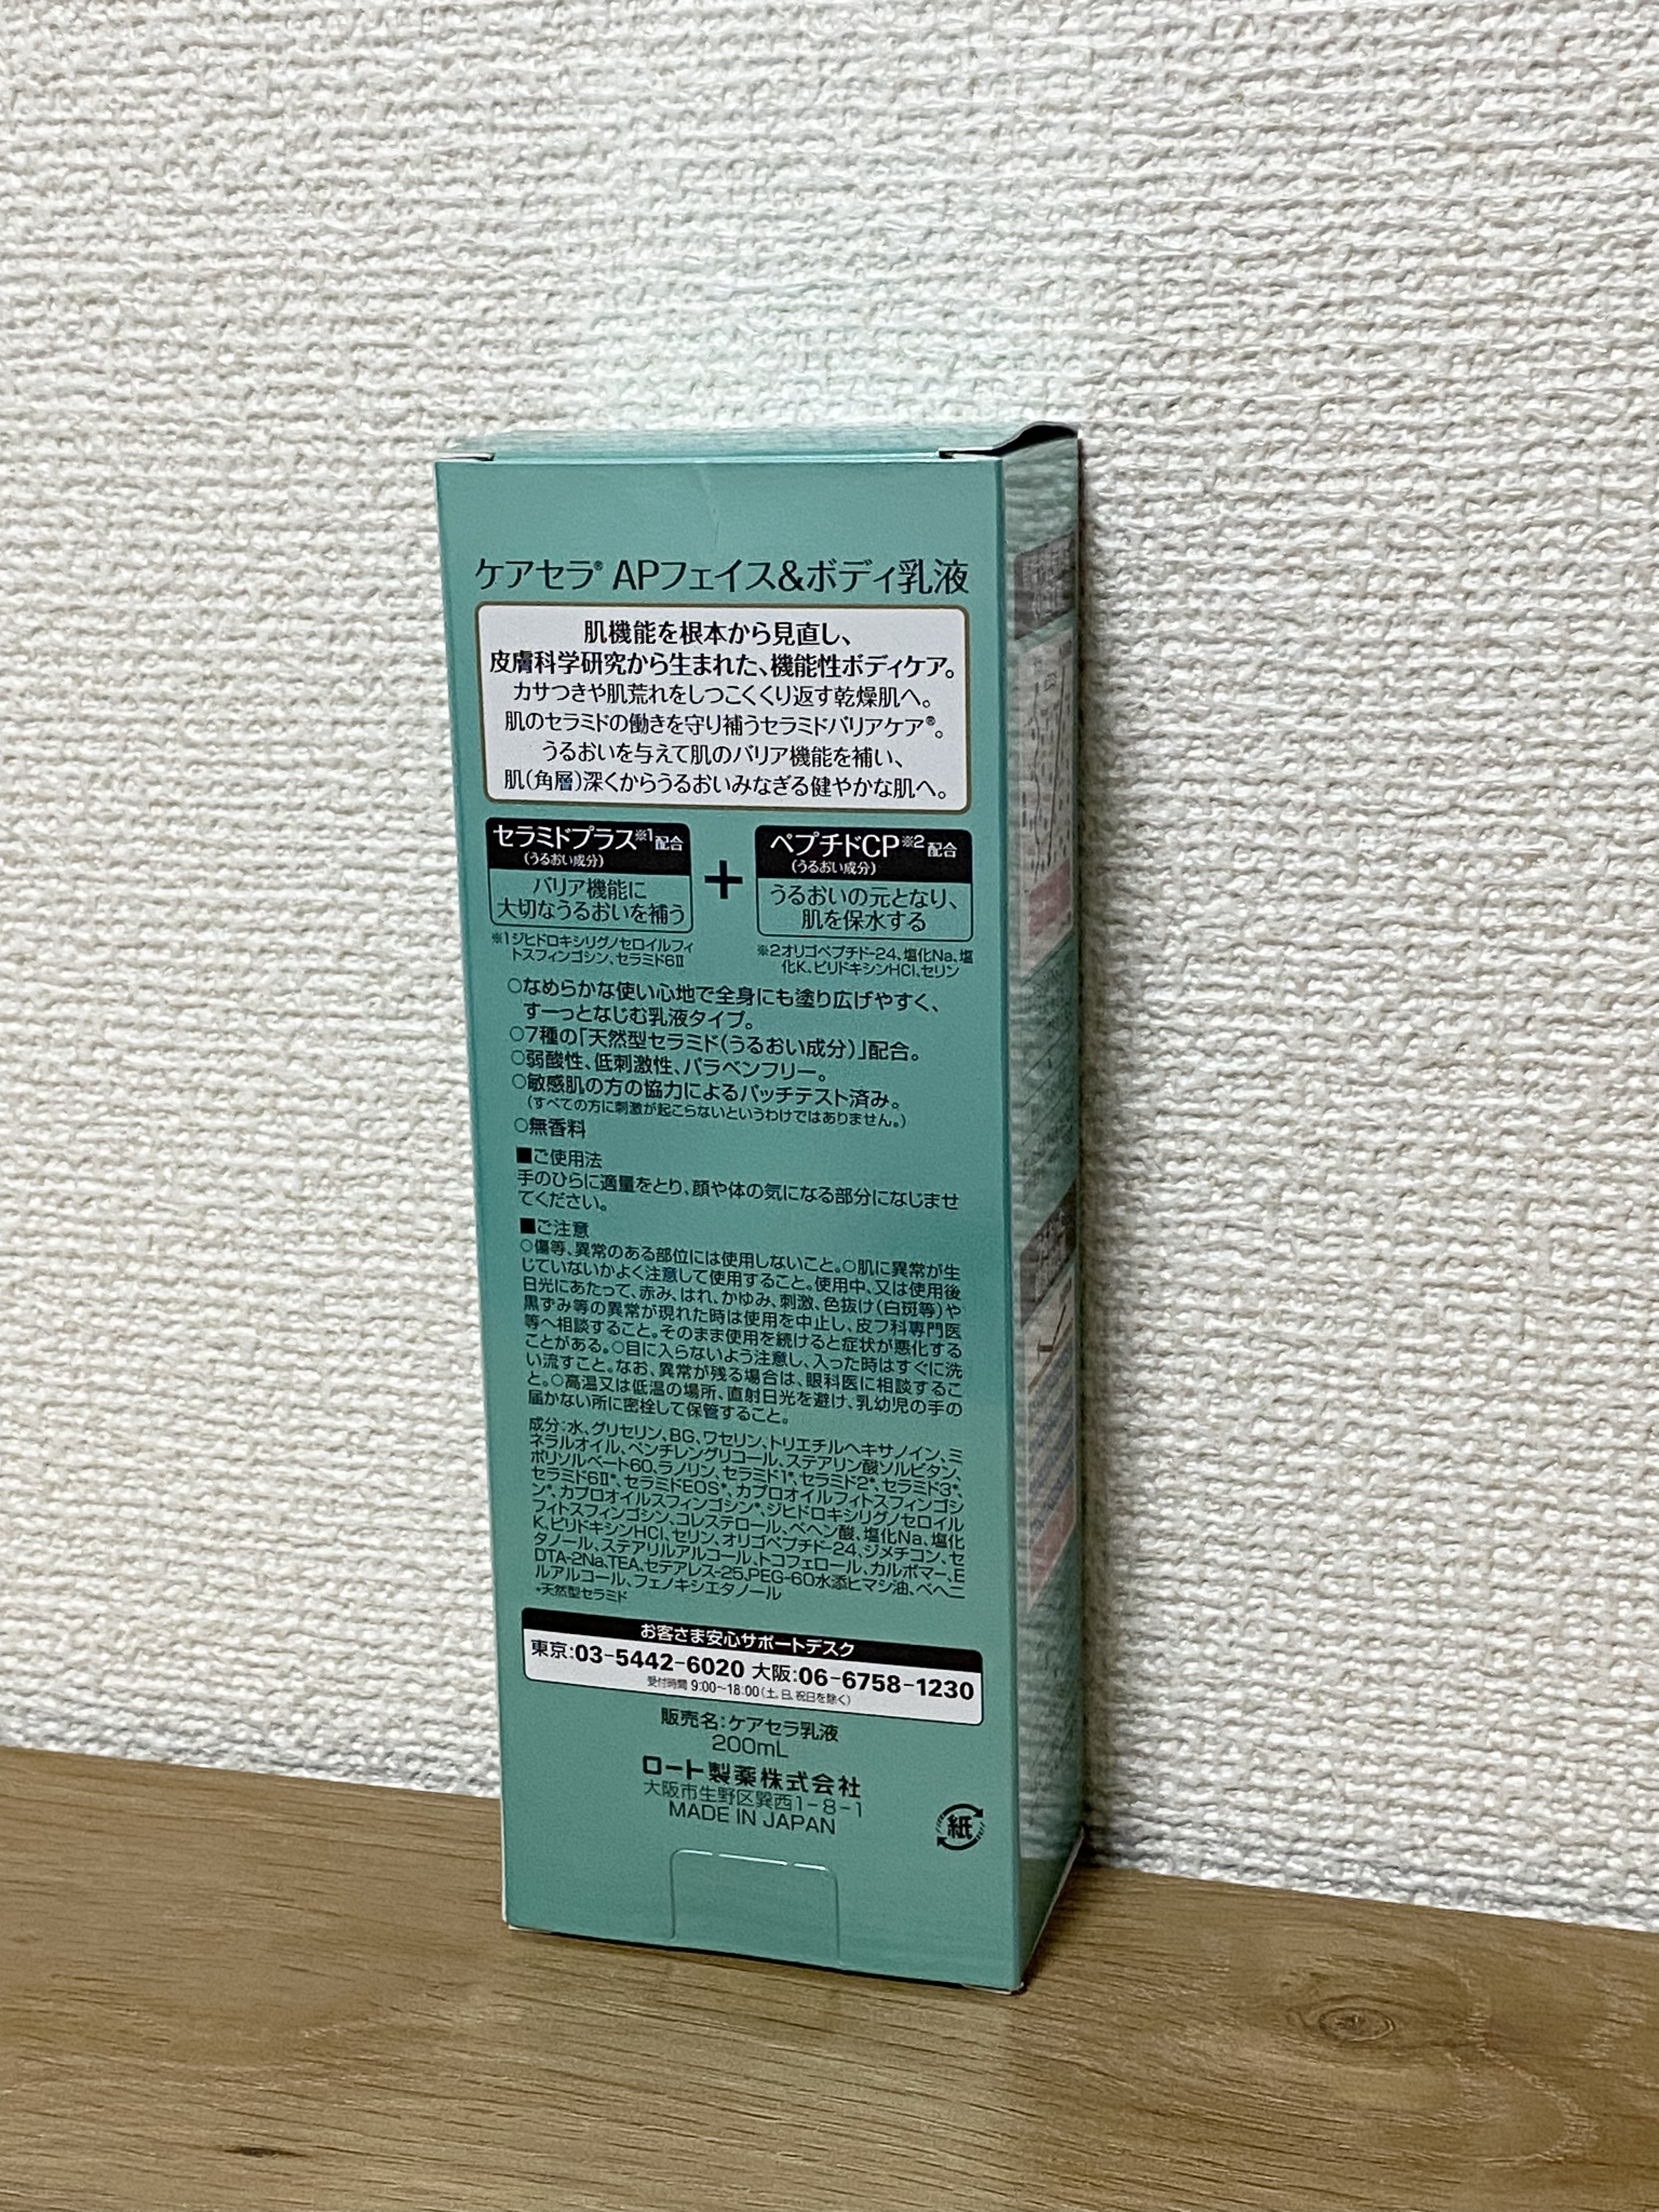 ケアセラ® APフェイス&ボディ乳液
肌機能を根本から見直し、
皮膚科学研究から生まれた、機能性ボディケア。
カサつきや肌荒れをしつこくくり返す乾燥肌へ。
肌のセラミドの働きを守り補うセラミドバリアケア®。
うるおいを与えて肌のバリア機能を補い、
肌(角層)深くからうるおいみなぎる健やかな肌へ。
セラミドプラス※1配合
(うるおい成分)
バリア機能に
大切なうるおいを補う
※1ジヒドロキシリグノセロイルフィ
トスフィンゴシン、セラミド6Ⅱ
+
ペプチドCP※2配合
(うるおい成分)
うるおいの元となり、
肌を保水する
※2オリゴペプチド-24、塩化Na、塩
化K、ピリドキシンHCl、セリン
○なめらかな使い心地で全身にも塗り広げやすく、
すーっとなじむ乳液タイプ。
○7種の「天然型セラミド(うるおい成分)」配合。
○弱酸性、低刺激性、パラベンフリー。
○敏感肌の方の協力によるパッチテスト済み。
(すべての方に刺激が起こらないというわけではありません。)
○無香料
■ご使用法
手のひらに適量をとり、顔や体の気になる部分になじませ
てください。
■ご注意
○傷等、異常のある部位には使用しないこと。○肌に異常が生
じていないかよく注意して使用すること。使用中、又は使用後
日光にあたって、赤み、はれ、かゆみ、刺激、色抜け(白斑等)や
黒ずみ等の異常が現れた時は使用を中止し、皮フ科専門医
等へ相談すること。そのまま使用を続けると症状が悪化する
ことがある。○目に入らないよう注意し、入った時はすぐに洗
い流すこと。なお、異常が残る場合は、眼科医に相談するこ
と。○高温又は低温の場所、直射日光を避け、乳幼児の手の
届かない所に密栓して保管すること。
成分:水、グリセリン、BG、ワセリン、トリエチルヘキサノイン、ミ
ネラルオイル、ペンチレングリコール、ステアリン酸ソルビタン、
ポリソルベート60、ラノリン、セラミド1*、セラミド2*、セラミド3*、
セラミド6Ⅱ*、セラミドEOS*、カプロオイルフィトスフィンゴシ
ン*、カプロオイルスフィンゴシン*、ジヒドロキシリグノセロイル
フィトスフィンゴシン、コレステロール、ベヘン酸、塩化Na、塩化
K、ピリドキシンHCl、セリン、オリゴペプチド-24、ジメチコン、セ
タノール、ステアリルアルコール、トコフェロール、カルボマー、E
DTA-2Na、TEA、セテアレス-25、PEG-60水添ヒマシ油、ベヘニ
ルアルコール、フェノキシエタノール
*天然型セラミド
お客さま安心サポートデスク
東京:03-5442-6020 大阪:06-6758-1230
受付時間 9:00~18:00(土、日、祝日を除く)
販売名:ケアセラ乳液
200mL
ロート製薬株式会社
大阪市生野区巽西1-8-1
MADE IN JAPAN
紙